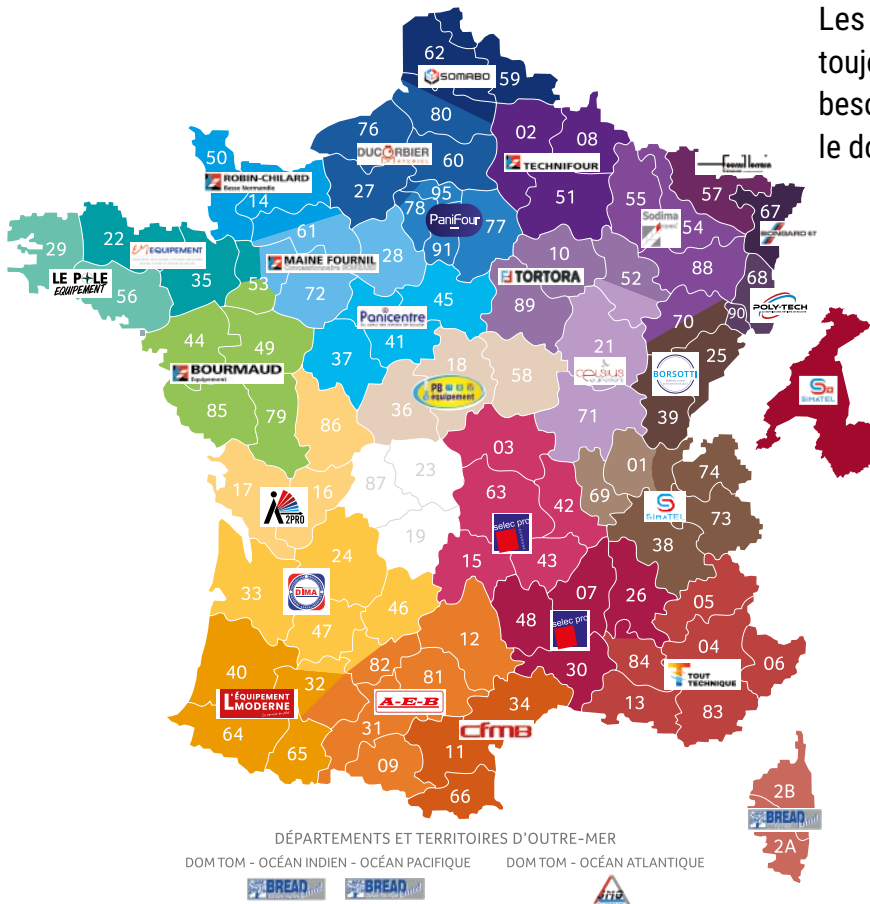 Les
toujo
beso
le do
62
SOMABO
59
80
76
02
08
50
DUCORBIER
MATÉRIEL
60
TECHNIFOUR
57
ROBIN-CHILARD
Basse Normandie
14
27
95
78
PaniFour
77
51
55
Sodima
54
67
BONGARD 67
29
22
EQUIPEMENT
61
91
28
MAINE FOURNIL
10
TORTORA
52
88
68
LE PÔLE
EQUIPEMENT
56
35
53
72
45
89
70
90
POLY-TECH
Panicentre
41
44
49
37
21
25
BOURMAUD
Equipement
18
58
celsius
equipement
BORSOTTI
SIMATEL
PB
équipement
85
79
86
36
71
39
03
87
23
01
74
17
16
A2PRO
63
42
69
SIMATEL
73
selec pro
19
38
24
15
43
33
DIMA
07
26
05
46
48
selec pro
47
12
04
06
40
82
30
84
TOUT
TECHNIQUE
32
81
L'ÉQUIPEMENT
MODERNE
A-E-B
34
13
83
64
31
CFMB
65
11
09
66
2B
BREAD
2A
DÉPARTEMENTS ET TERRITOIRES D'OUTRE-MER
DOM TOM - OCÉAN INDIEN - OCÉAN PACIFIQUE
DOM TOM - OCÉAN ATLANTIQUE
BREAD
BREAD